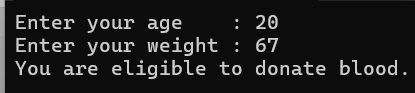 Enter your age    : 20
Enter your weight : 67
You are eligible to donate blood.